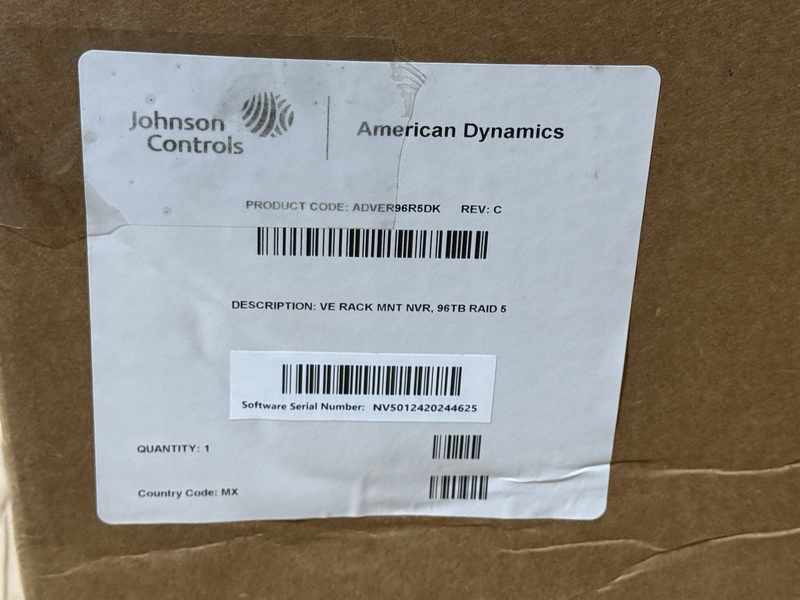 Johnson
Controls
American Dynamics
PRODUCT CODE: ADVER96R5DK REV: C
DESCRIPTION: VE RACK MNT NVR, 96TB RAID 5
Software Serial Number: NV5012420244625
QUANTITY: 1
Country Code: MX